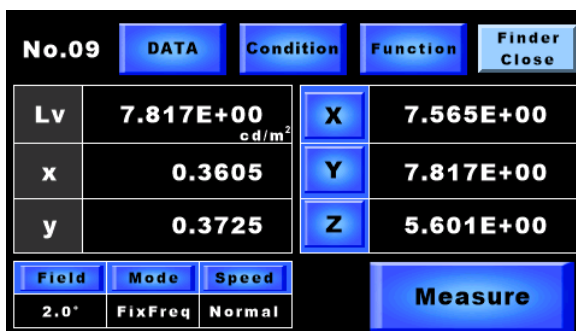 No.09 DATA Condition Function Finder Close
Lv 7.817E+00 cd/m² X 7.565E+00
x 0.3605 Y 7.817E+00
y 0.3725 Z 5.601E+00
Field Mode Speed
2.0° FixFreq Normal
Measure